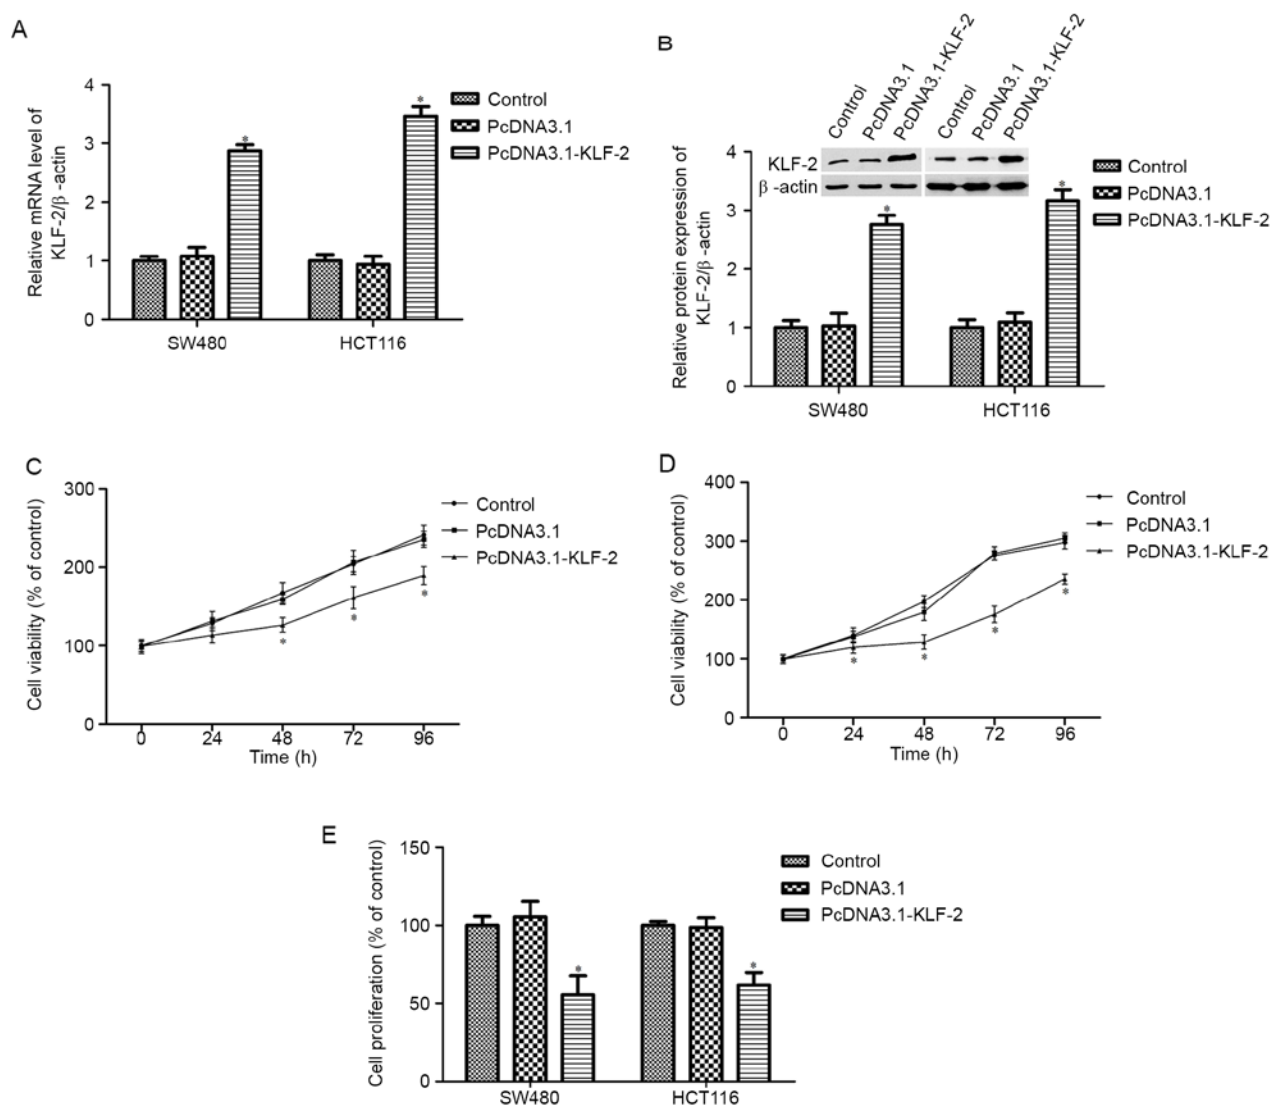 A
Relative mRNA level of
KLF-2/β -actin
4
3
2
1
0
*
*
SW480
HCT116
Control
PcDNA3.1
PcDNA3.1-KLF-2
B
Control
PcDNA3.1
PcDNA3.1-KLF-2
Control
PcDNA3.1
PcDNA3.1-KLF-2
KLF-2
β -actin
Relative protein expression of
KLF-2/β -actin
4
3
2
1
0
*
*
SW480
HCT116
Control
PcDNA3.1
PcDNA3.1-KLF-2
C
Cell viability (% of control)
300
200
100
0
*
*
*
0
24
48
72
96
Time (h)
Control
PcDNA3.1
PcDNA3.1-KLF-2
D
Cell viability (% of control)
400
300
200
100
0
*
*
*
*
0
24
48
72
96
Time (h)
Control
PcDNA3.1
PcDNA3.1-KLF-2
E
Cell proliferation (% of control)
150
100
50
0
*
*
SW480
HCT116
Control
PcDNA3.1
PcDNA3.1-KLF-2